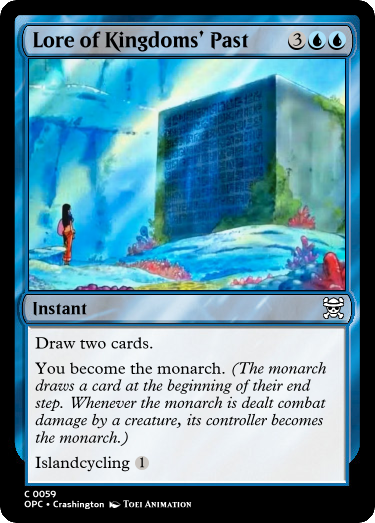 Lore of Kingdoms' Past 3
Instant
Draw two cards.
You become the monarch. (The monarch
draws a card at the beginning of their end
step. Whenever the monarch is dealt combat
damage by a creature, its controller becomes
the monarch.)
Islandcycling 1
C 0059
OPC • Crashington TOEI ANIMATION